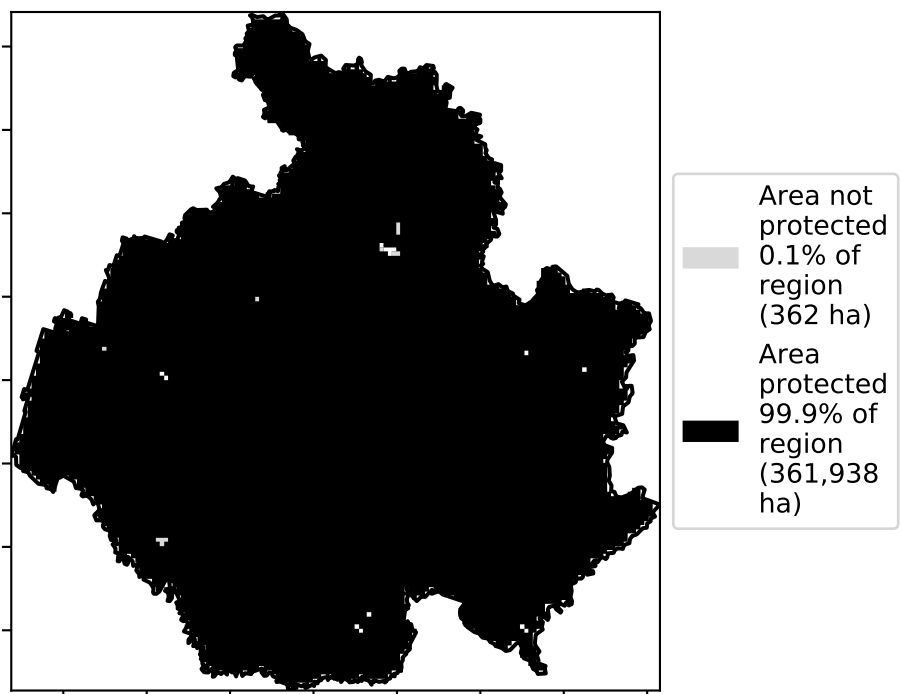 Area not
protected
0.1% of
region
(362 ha)
Area
protected
99.9% of
region
(361,938
ha)